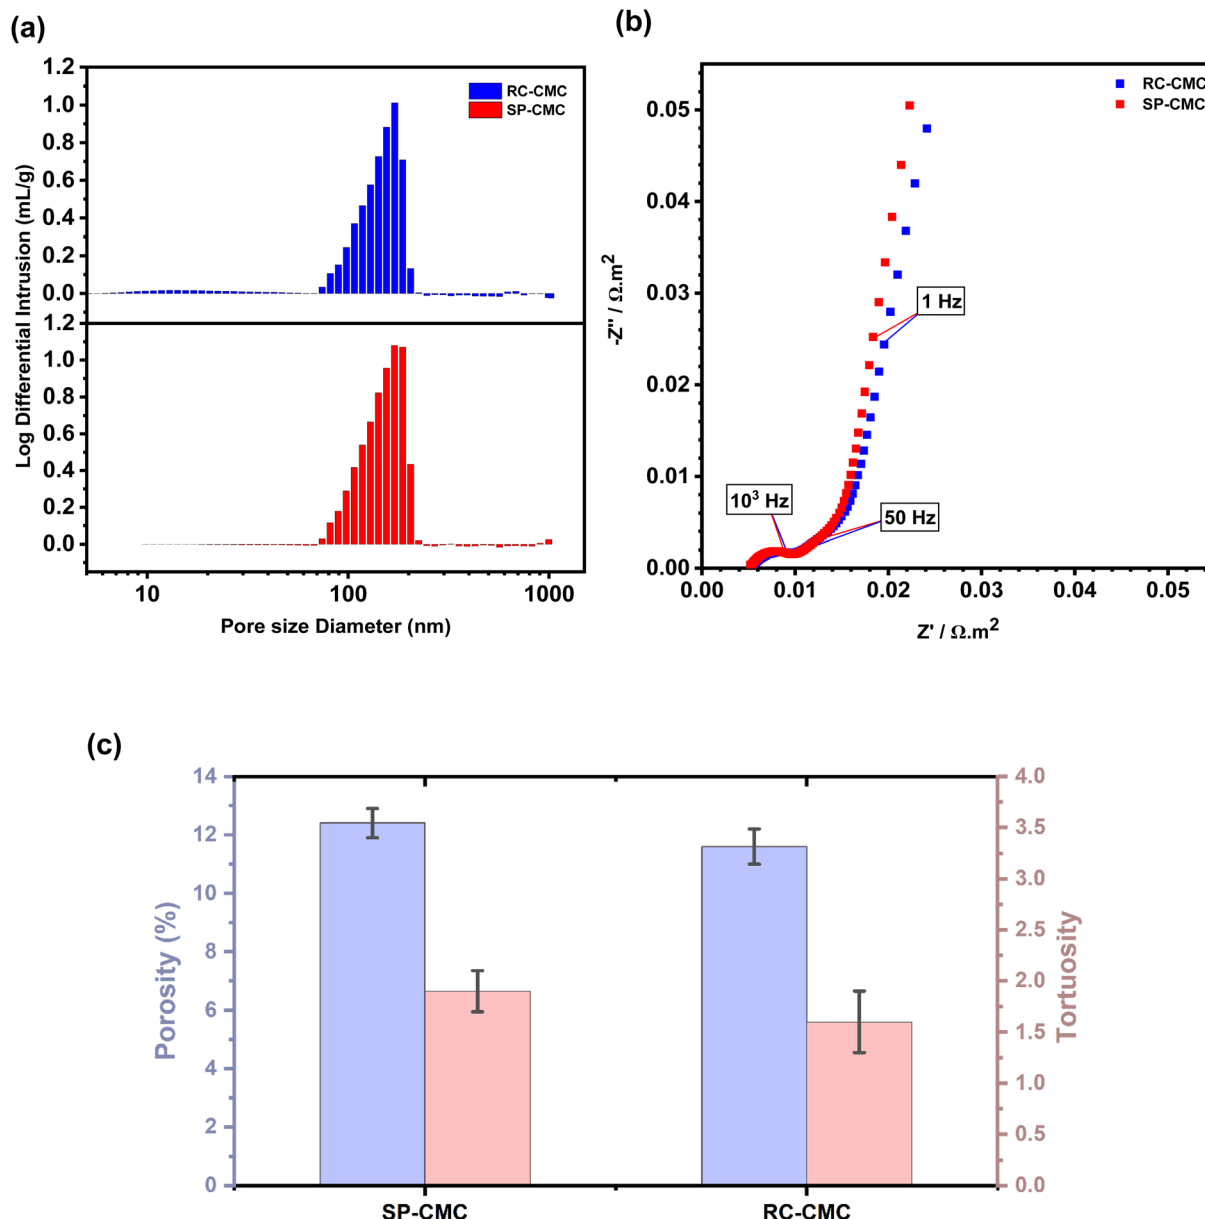 (a)
1.2
1.0
0.8
0.6
0.4
0.2
0.0
1.2
1.0
0.8
0.6
0.4
0.2
0.0
Log Differential Intrusion (mL/g)
RC-CMC
SP-CMC
10
100
1000
Pore size Diameter (nm)
(b)
0.05
0.04
0.03
0.02
0.01
0.00
-Z'' / Ω.m²
RC-CMC
SP-CMC
1 Hz
10³ Hz
50 Hz
0.00
0.01
0.02
0.03
0.04
0.05
Z' / Ω.m²
(c)
14
12
10
8
6
4
2
0
Porosity (%)
4.0
3.5
3.0
2.5
2.0
1.5
1.0
0.5
0.0
Tortuosity
SP-CMC
RC-CMC